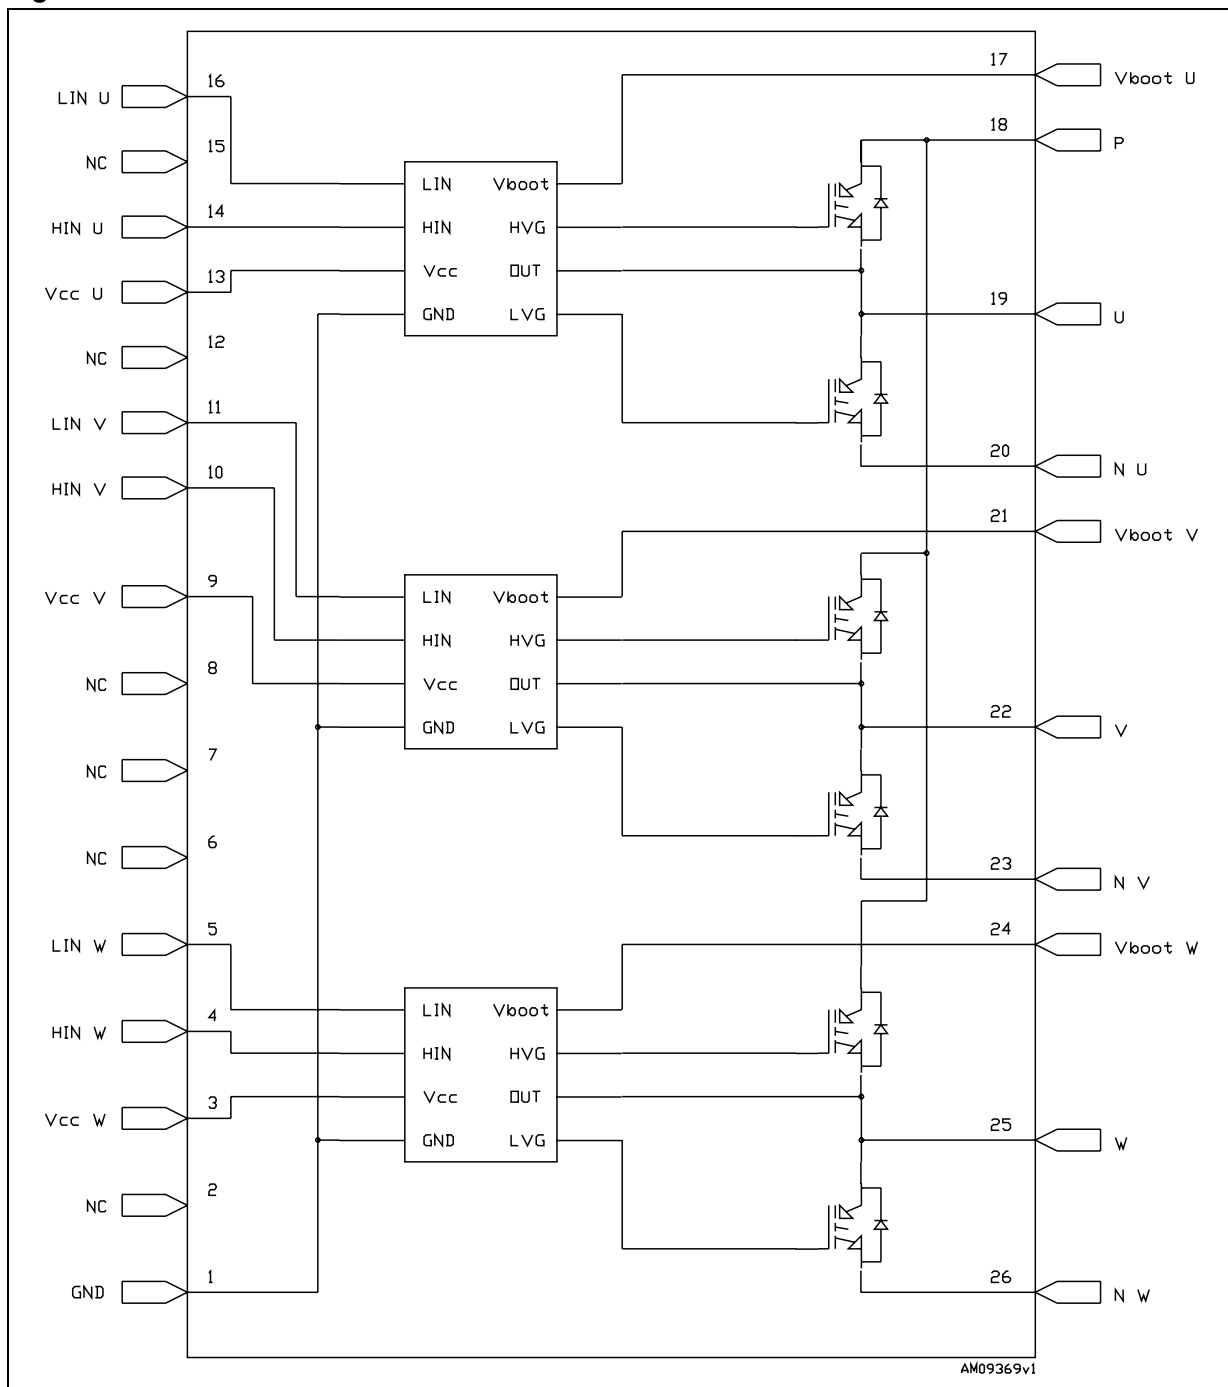 17
Vboot U
16
LIN U
18
P
15
NC
LIN Vboot
14
HIN U
HIN HVG
13
Vcc U
Vcc OUT
19
U
GND LVG
12
NC
11
LIN V
20
N U
10
HIN V
21
Vboot V
9
Vcc V
LIN Vboot
HIN HVG
8
NC
Vcc OUT
22
V
GND LVG
7
NC
6
NC
23
N V
5
LIN W
24
Vboot W
LIN Vboot
4
HIN W
HIN HVG
3
Vcc W
Vcc OUT
25
W
GND LVG
2
NC
1
GND
26
N W
AM09369v1